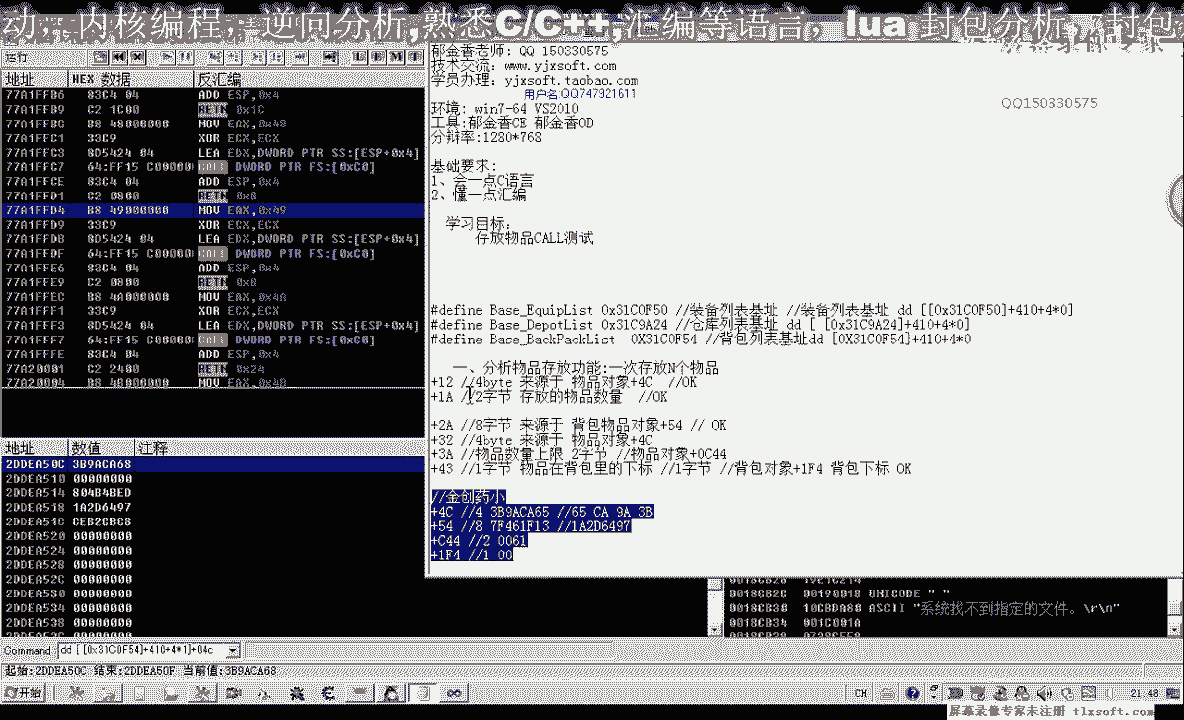 动，内核编程，逆向分析,熟悉C/C++,汇编等语言，lua 封包分析，封包
运行
地址 HEX 数据 反汇编
77A1FFB6 83C4 04 ADD ESP,0x4
77A1FFB9 C2 1C00 RETN 0x1C
77A1FFBC B8 48000000 MOV EAX,0x48
77A1FFC1 33C9 XOR ECX,ECX
77A1FFC3 8D5424 04 LEA EDX,DWORD PTR SS:[ESP+0x4]
77A1FFC7 64:FF15 C00000 CALL DWORD PTR FS:[0xC0]
77A1FFCE 83C4 04 ADD ESP,0x4
77A1FFD1 C2 0800 RETN 0x8
77A1FFD4 B8 49000000 MOV EAX,0x49
77A1FFD9 33C9 XOR ECX,ECX
77A1FFDB 8D5424 04 LEA EDX,DWORD PTR SS:[ESP+0x4]
77A1FFDF 64:FF15 C00000 CALL DWORD PTR FS:[0xC0]
77A1FFE6 83C4 04 ADD ESP,0x4
77A1FFE9 C2 0800 RETN 0x8
77A1FFEC B8 4A000000 MOV EAX,0x4A
77A1FFF1 33C9 XOR ECX,ECX
77A1FFF3 8D5424 04 LEA EDX,DWORD PTR SS:[ESP+0x4]
77A1FFF7 64:FF15 C00000 CALL DWORD PTR FS:[0xC0]
77A1FFFE 83C4 04 ADD ESP,0x4
77A20001 C2 2400 RETN 0x24
77A20004 B8 4B000000 MOV EAX,0x4B
郁金香老师: QQ 150330575
技术交流：www.yjxsoft.com
学员办理：yjxsoft.taobao.com
用户名:QQ747921611
环境: win7-64 VS2010
工具:郁金香CE 郁金香OD
分辩率:1280*768
QQ150330575
基础要求:
1、会一点C语言
2、懂一点汇编
学习目标：
存放物品CALL测试
#define Base_EquipList 0x31C0F50 //装备列表基址 //装备列表基址 dd [[0x31C0F50]+410+4*0]
#define Base_DepotList 0x31C9A24 //仓库列表基址 dd [ [0x31C9A24]+410+4*0]
#define Base_BackPackList 0X31C0F54 //背包列表基址dd [0X31C0F54]+410+4*0
一、分析物品存放功能:一次存放N个物品
+12 //4byte 来源于 物品对象+4C //OK
+1A //2字节 存放的物品数量 //OK
+2A //8字节 来源于 背包物品对象+54 // OK
+32 //4byte 来源于 物品对象+4C
+3A //物品数量上限 2字节 //物品对象+0C44
+43 //1字节 物品在背包里的下标 //1字节 //背包对象+1F4 背包下标 OK
//金创药小
+4C //4 3B9ACA65 //65 CA 9A 3B
+54 //8 7F461F13 //1A2D6497
+C44 //2 0061
+1F4 //1 00
地址 数值 注释
2DDEA50C 3B9ACA68
2DDEA510 00000000
2DDEA514 804B4BED
2DDEA518 1A2D6497
2DDEA51C CEB2CBC8
2DDEA520 00000000
2DDEA524 00000000
2DDEA528 00000000
2DDEA52C 00000000
2DDEA530 00000000
2DDEA534 00000000
2DDEA538 00000000
0018CB2C 00190018 UNICODE " "
0018CB30 10CBDA88 ASCII "系统找不到指定的文件。\r\n"
0018CB34 001C001A
Command dd [ [0x31C0F54]+410+4*1]+04c
起始:2DDEA50C 结束:2DDEA50F 当前值:3B9ACA68
开始
CH
21:48
屏幕录像专家未注册 tlxsoft.com